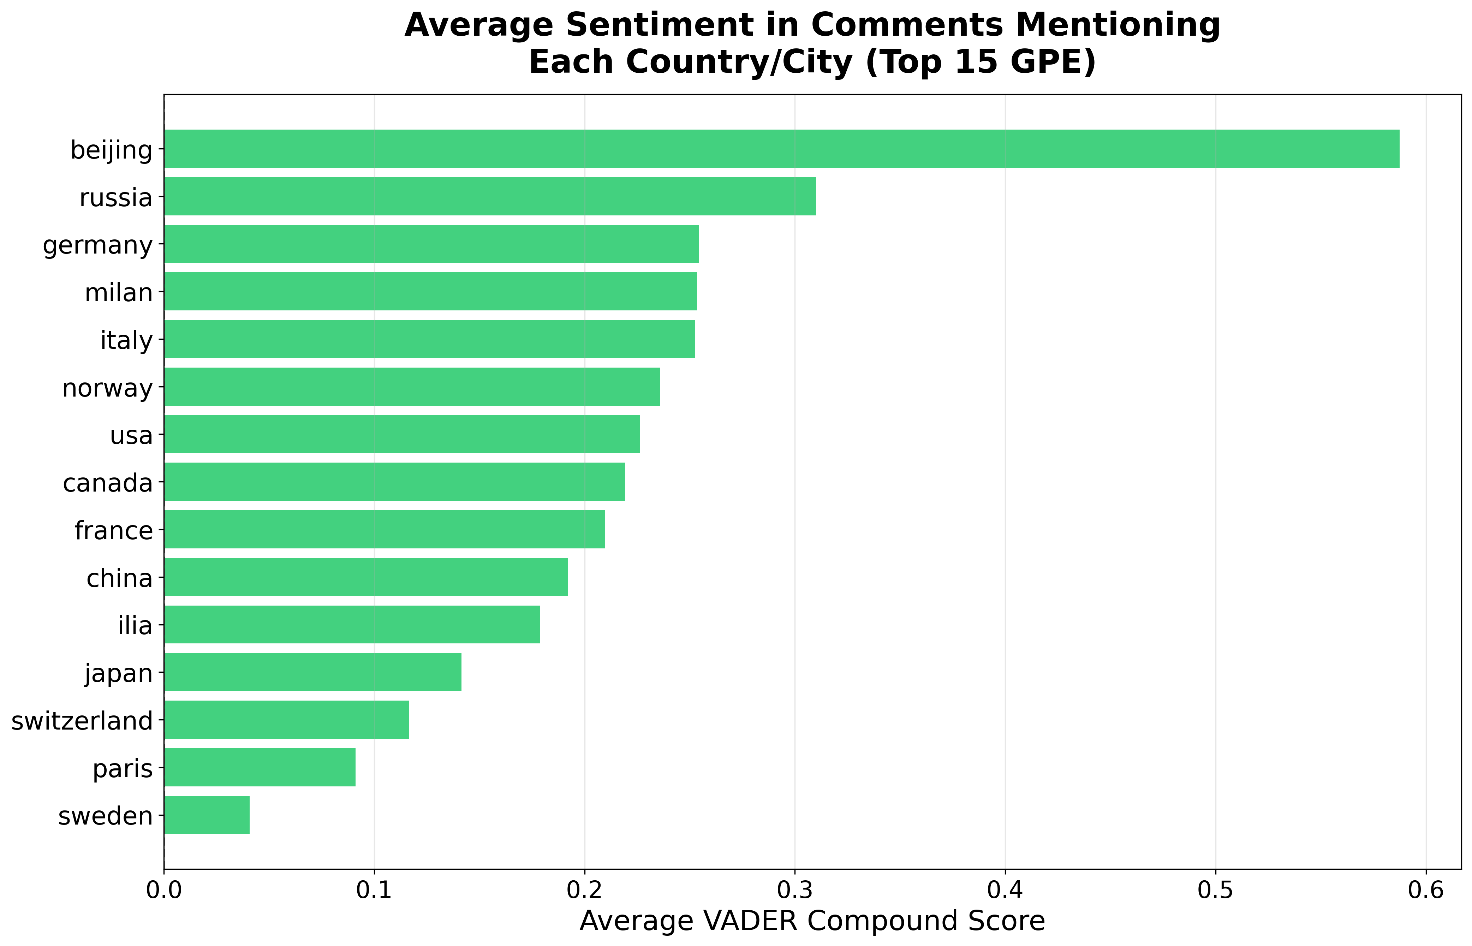 Average Sentiment in Comments Mentioning
Each Country/City (Top 15 GPE)
beijing
russia
germany
milan
italy
norway
usa
canada
france
china
ilia
japan
switzerland
paris
sweden
0.0 0.1 0.2 0.3 0.4 0.5 0.6
Average VADER Compound Score